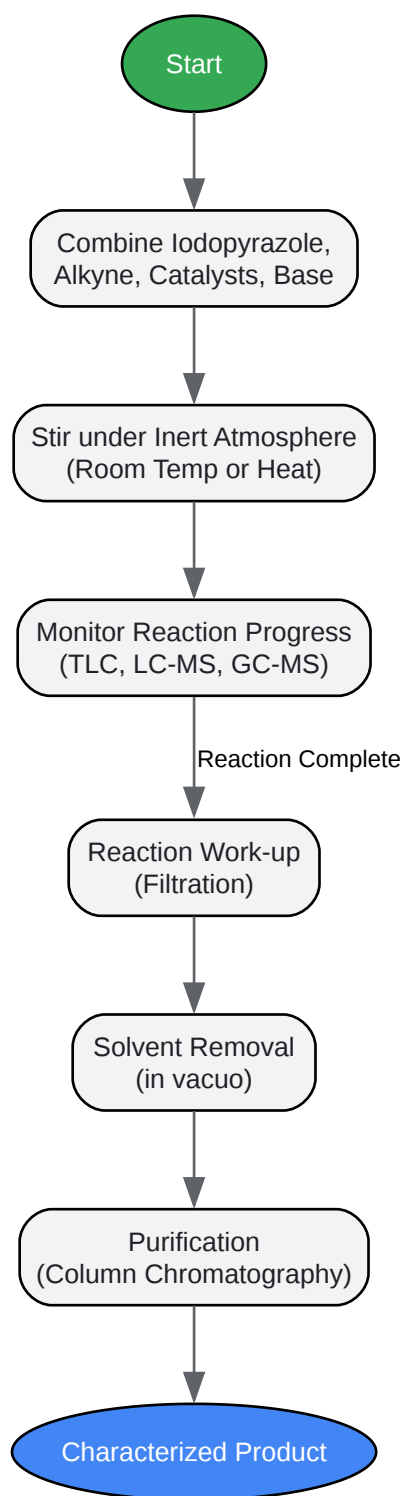 Start
Combine Iodopyrazole,
Alkyne, Catalysts, Base
Stir under Inert Atmosphere
(Room Temp or Heat)
Monitor Reaction Progress
(TLC, LC-MS, GC-MS)
Reaction Complete
Reaction Work-up
(Filtration)
Solvent Removal
(in vacuo)
Purification
(Column Chromatography)
Characterized Product